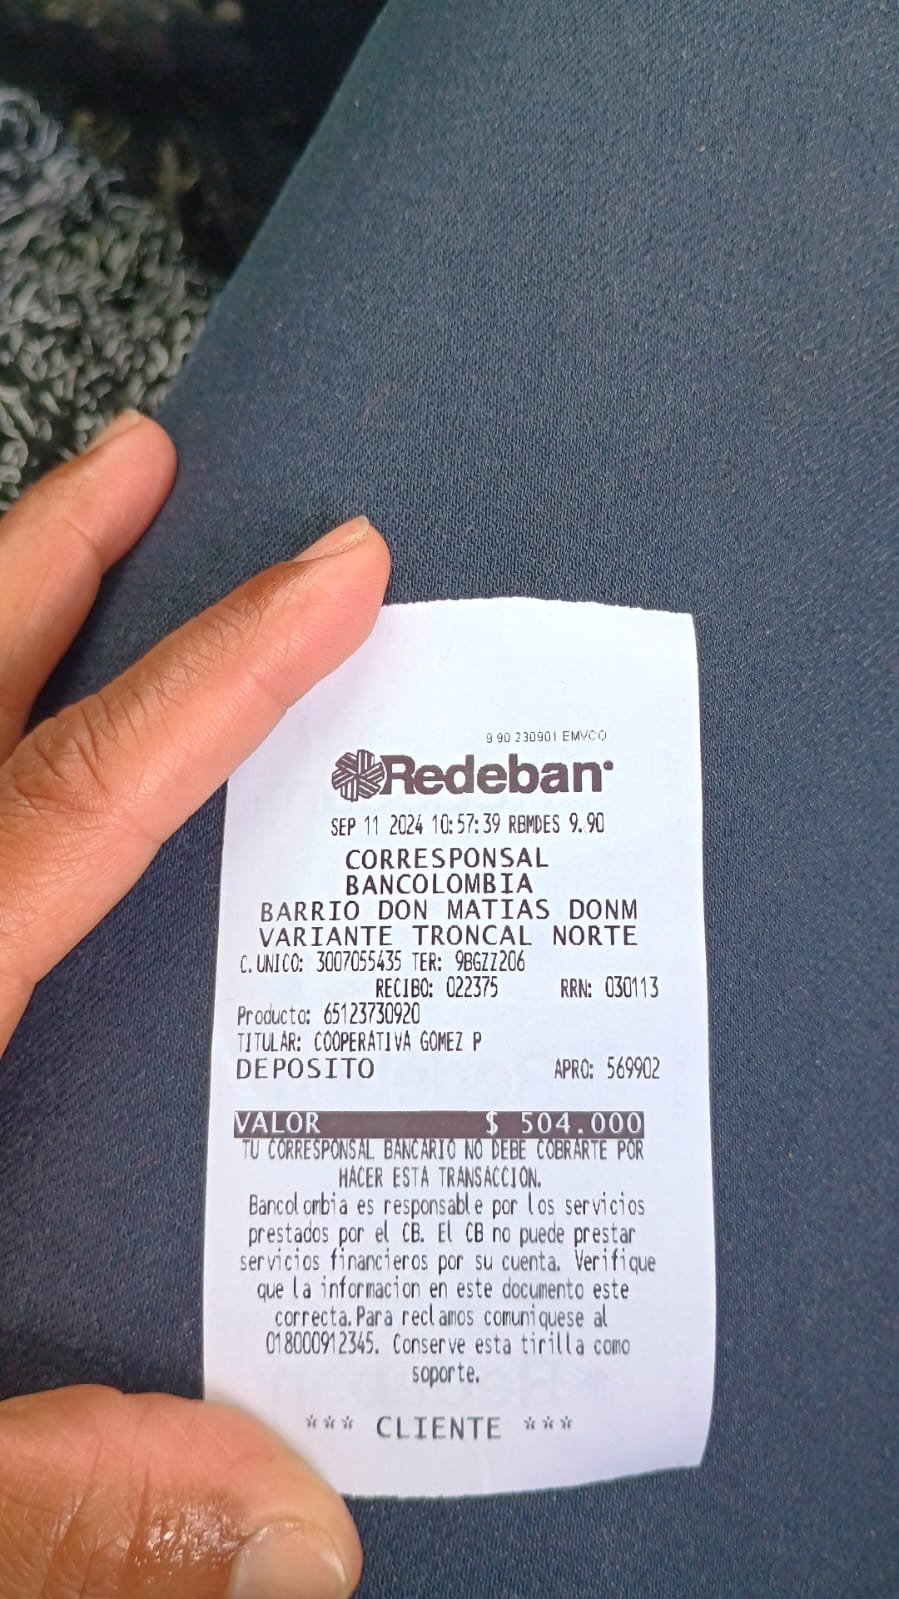 9.90 230901 EMVCO
Redeban
SEP 11 2024 10:57:39 RBMDES 9.90
CORRESPONSAL
BANCOLOMBIA
BARRIO DON MATIAS DONM
VARIANTE TRONCAL NORTE
C.UNICO: 3007055435 TER: 9BGZZ206
RECIBO: 022375 RRN: 030113
Producto: 65123730920
TITULAR: COOPERATIVA GOMEZ P
DEPOSITO APRO: 569902
VALOR $ 504.000
TU CORRESPONSAL BANCARIO NO DEBE COBRARTE POR
HACER ESTA TRANSACCION.
Bancolombia es responsable por los servicios
prestados por el CB. El CB no puede prestar
servicios financieros por su cuenta. Verifique
que la informacion en este documento este
correcta.Para reclamos comuniquese al
018000912345. Conserve esta tirilla como
soporte.
*** CLIENTE ***